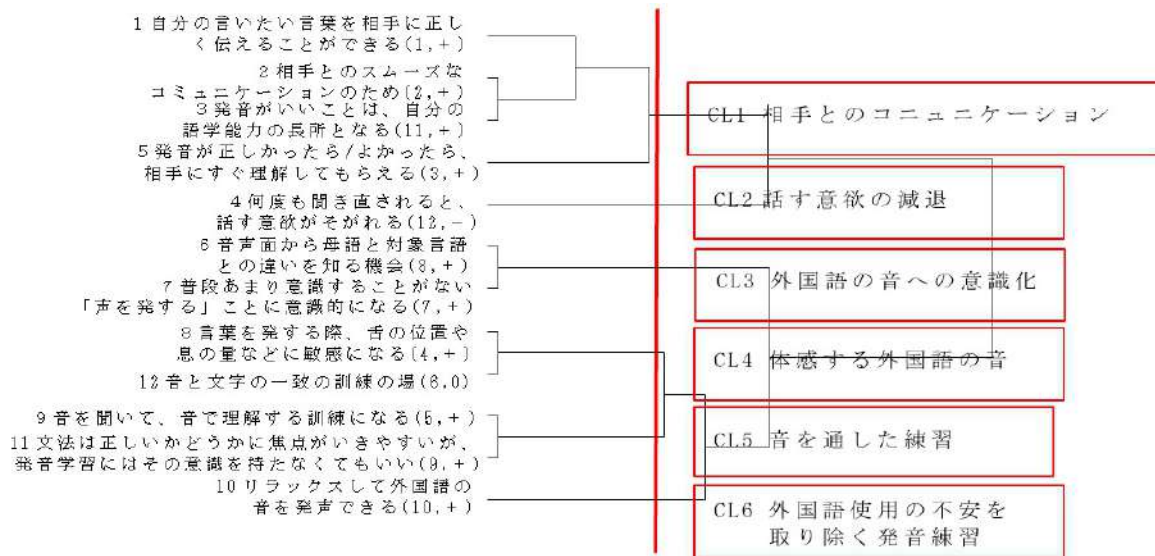 1自分の言いたい言葉を相手に正し
く伝えることができる(1,+)
2相手とのスムーズな
コミュニケーションのため(2,+)
3発音がいいことは、自分の
語学能力の長所となる(11,+)
5発音が正しかったら/よかったら、
相手にすぐ理解してもらえる(3,+)
4何度も聞き直されると、
話す意欲がそがれる(12,-)
6音声面から母語と対象言語
との違いを知る機会(8,+)
7普段あまり意識することがない
「声を発する」ことに意識的になる(7,+)
8言葉を発する際、舌の位置や
息の量などに敏感になる(4,+)
12音と文字の一致の訓練の場(6,0)
9音を聞いて、音で理解する訓練になる(5,+)
11文法は正しいかどうかに焦点がいきやすいが、
発音学習にはその意識を持たなくてもいい(9,+)
10リラックスして外国語の
音を発声できる(10,+)
CL1 相手とのコニュニケーション
CL2 話す意欲の減退
CL3 外国語の音への意識化
CL4 体感する外国語の音
CL5 音を通した練習
CL6 外国語使用の不安を
取り除く発音練習